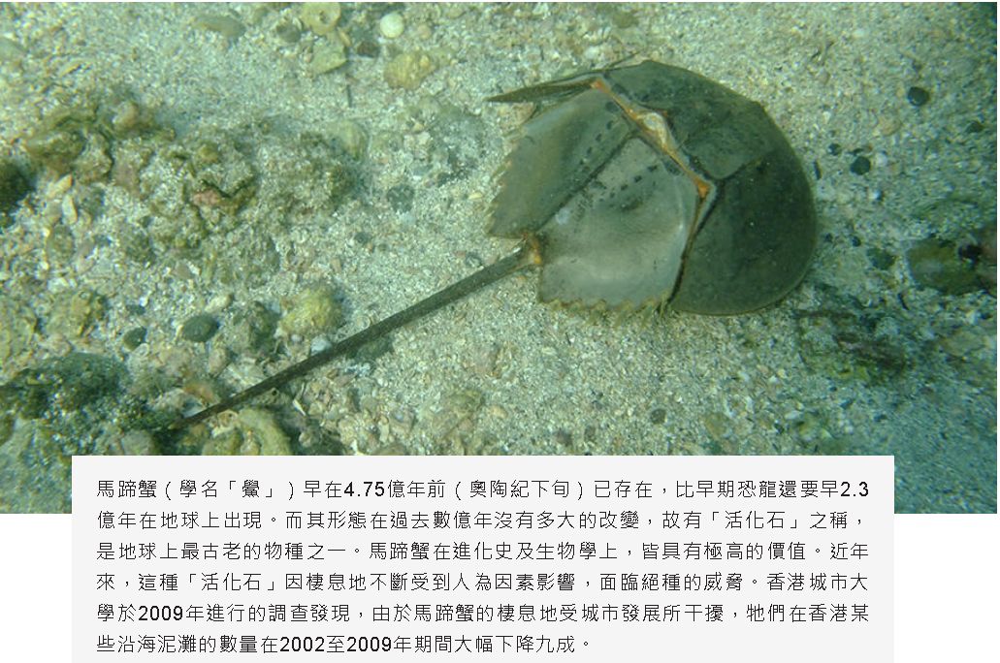 馬蹄蟹（學名「鱟」）早在4.75億年前（奧陶紀下旬）已存在，比早期恐龍還要早2.3
億年在地球上出現。而其形態在過去數億年沒有多大的改變，故有「活化石」之稱，
是地球上最古老的物種之一。馬蹄蟹在進化史及生物學上，皆具有極高的價值。近年
來，這種「活化石」因棲息地不斷受到人為因素影響，面臨絕種的威脅。香港城市大
學於2009年進行的調查發現，由於馬蹄蟹的棲息地受城市發展所干擾，牠們在香港某
些沿海泥灘的數量在2002至2009年期間大幅下降九成。